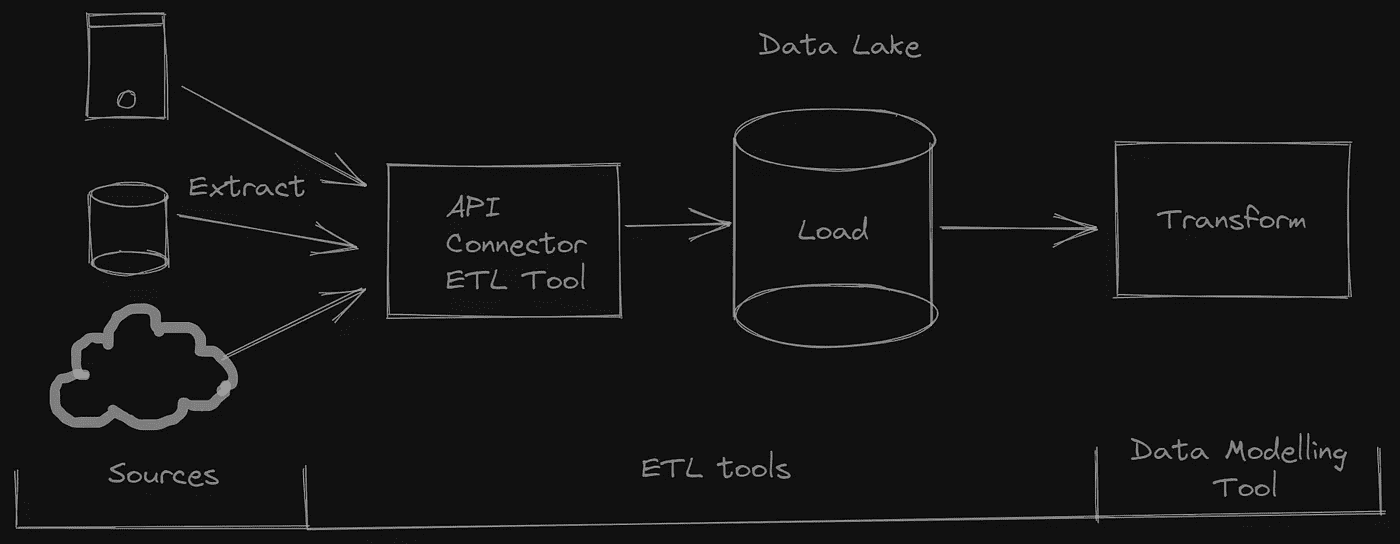 Data Lake
Extract
API
Connector
ETL Tool
Load
Transform
Sources
ETL tools
Data Modelling
Tool